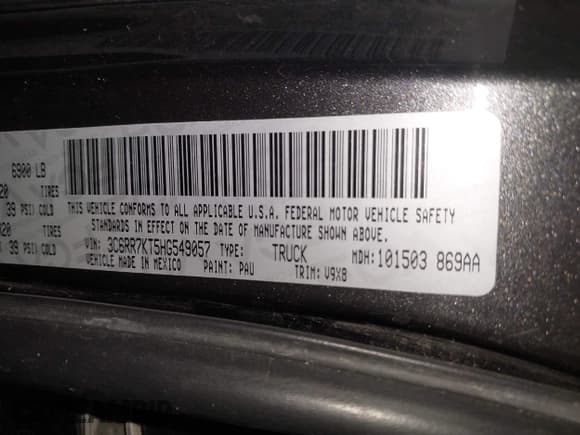 6900 LB
20 TIRES
39 PSI/ COLD
THIS VEHICLE CONFORMS TO ALL APPLICABLE U.S.A. FEDERAL MOTOR VEHICLE SAFETY
20 TIRES
STANDARDS IN EFFECT ON THE DATE OF MANUFACTURE SHOWN ABOVE.
39 PSI/ COLD
VIN: 3C6RR7KT5HG549057 TYPE: TRUCK MDH: 101503 869AA
VEHICLE MADE IN MEXICO PAINT: PAU TRIM: V9X8